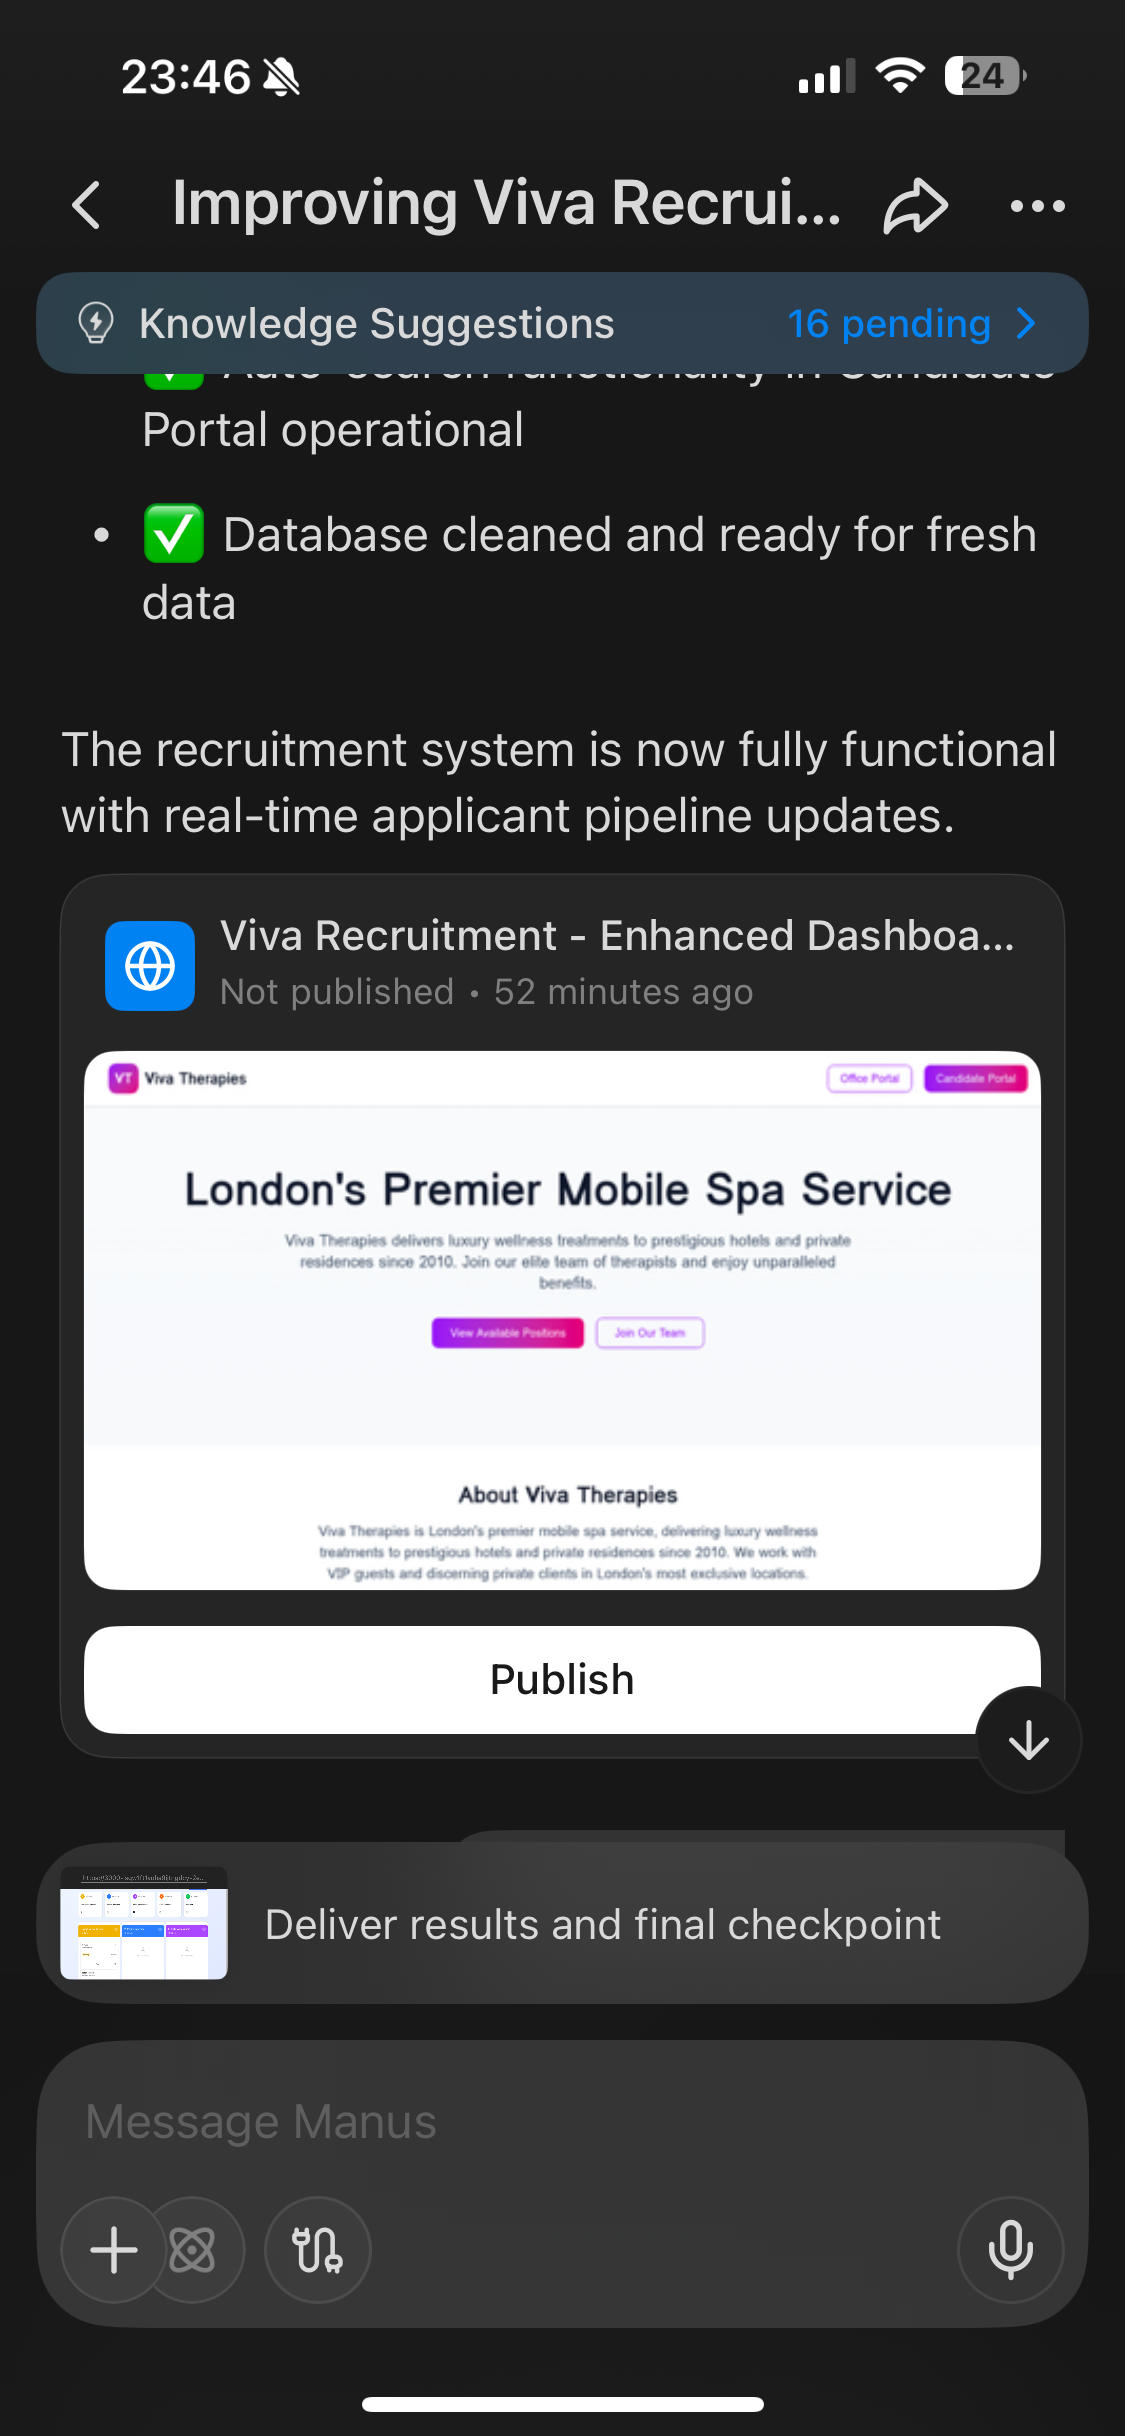 23:46
24
Improving Viva Recrui...
Knowledge Suggestions
16 pending
Auto-search functionality in Candidate
Portal operational
• ✅ Database cleaned and ready for fresh
data
The recruitment system is now fully functional
with real-time applicant pipeline updates.
Viva Recruitment - Enhanced Dashboa...
Not published • 52 minutes ago
VT Viva Therapies
Office Portal
Candidate Portal
London's Premier Mobile Spa Service
Viva Therapies delivers luxury wellness treatments to prestigious hotels and private
residences since 2010. Join our elite team of therapists and enjoy unparalleled
benefits.
View Available Positions
Join Our Team
About Viva Therapies
Viva Therapies is London's premier mobile spa service, delivering luxury wellness
treatments to prestigious hotels and private residences since 2010. We work with
VIP guests and discerning private clients in London's most exclusive locations.
Publish
Deliver results and final checkpoint
Message Manus